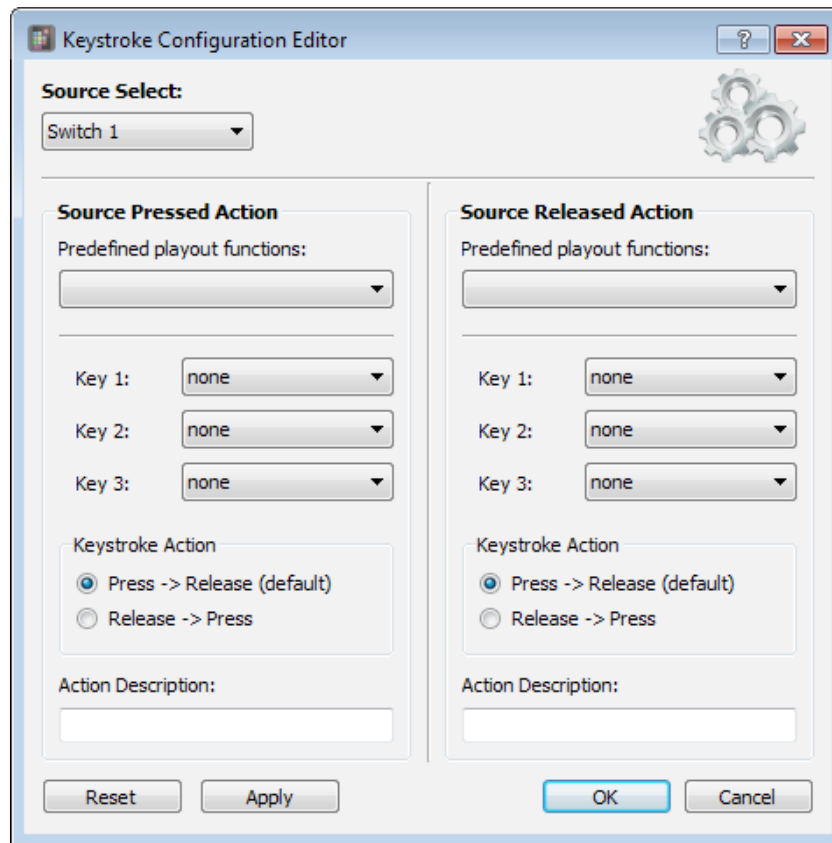 Keystroke Configuration Editor
?
Source Select:
Switch 1
Source Pressed Action
Predefined playout functions:
Key 1: none
Key 2: none
Key 3: none
Keystroke Action
Press -> Release (default)
Release -> Press
Action Description:
Source Released Action
Predefined playout functions:
Key 1: none
Key 2: none
Key 3: none
Keystroke Action
Press -> Release (default)
Release -> Press
Action Description:
Reset Apply OK Cancel